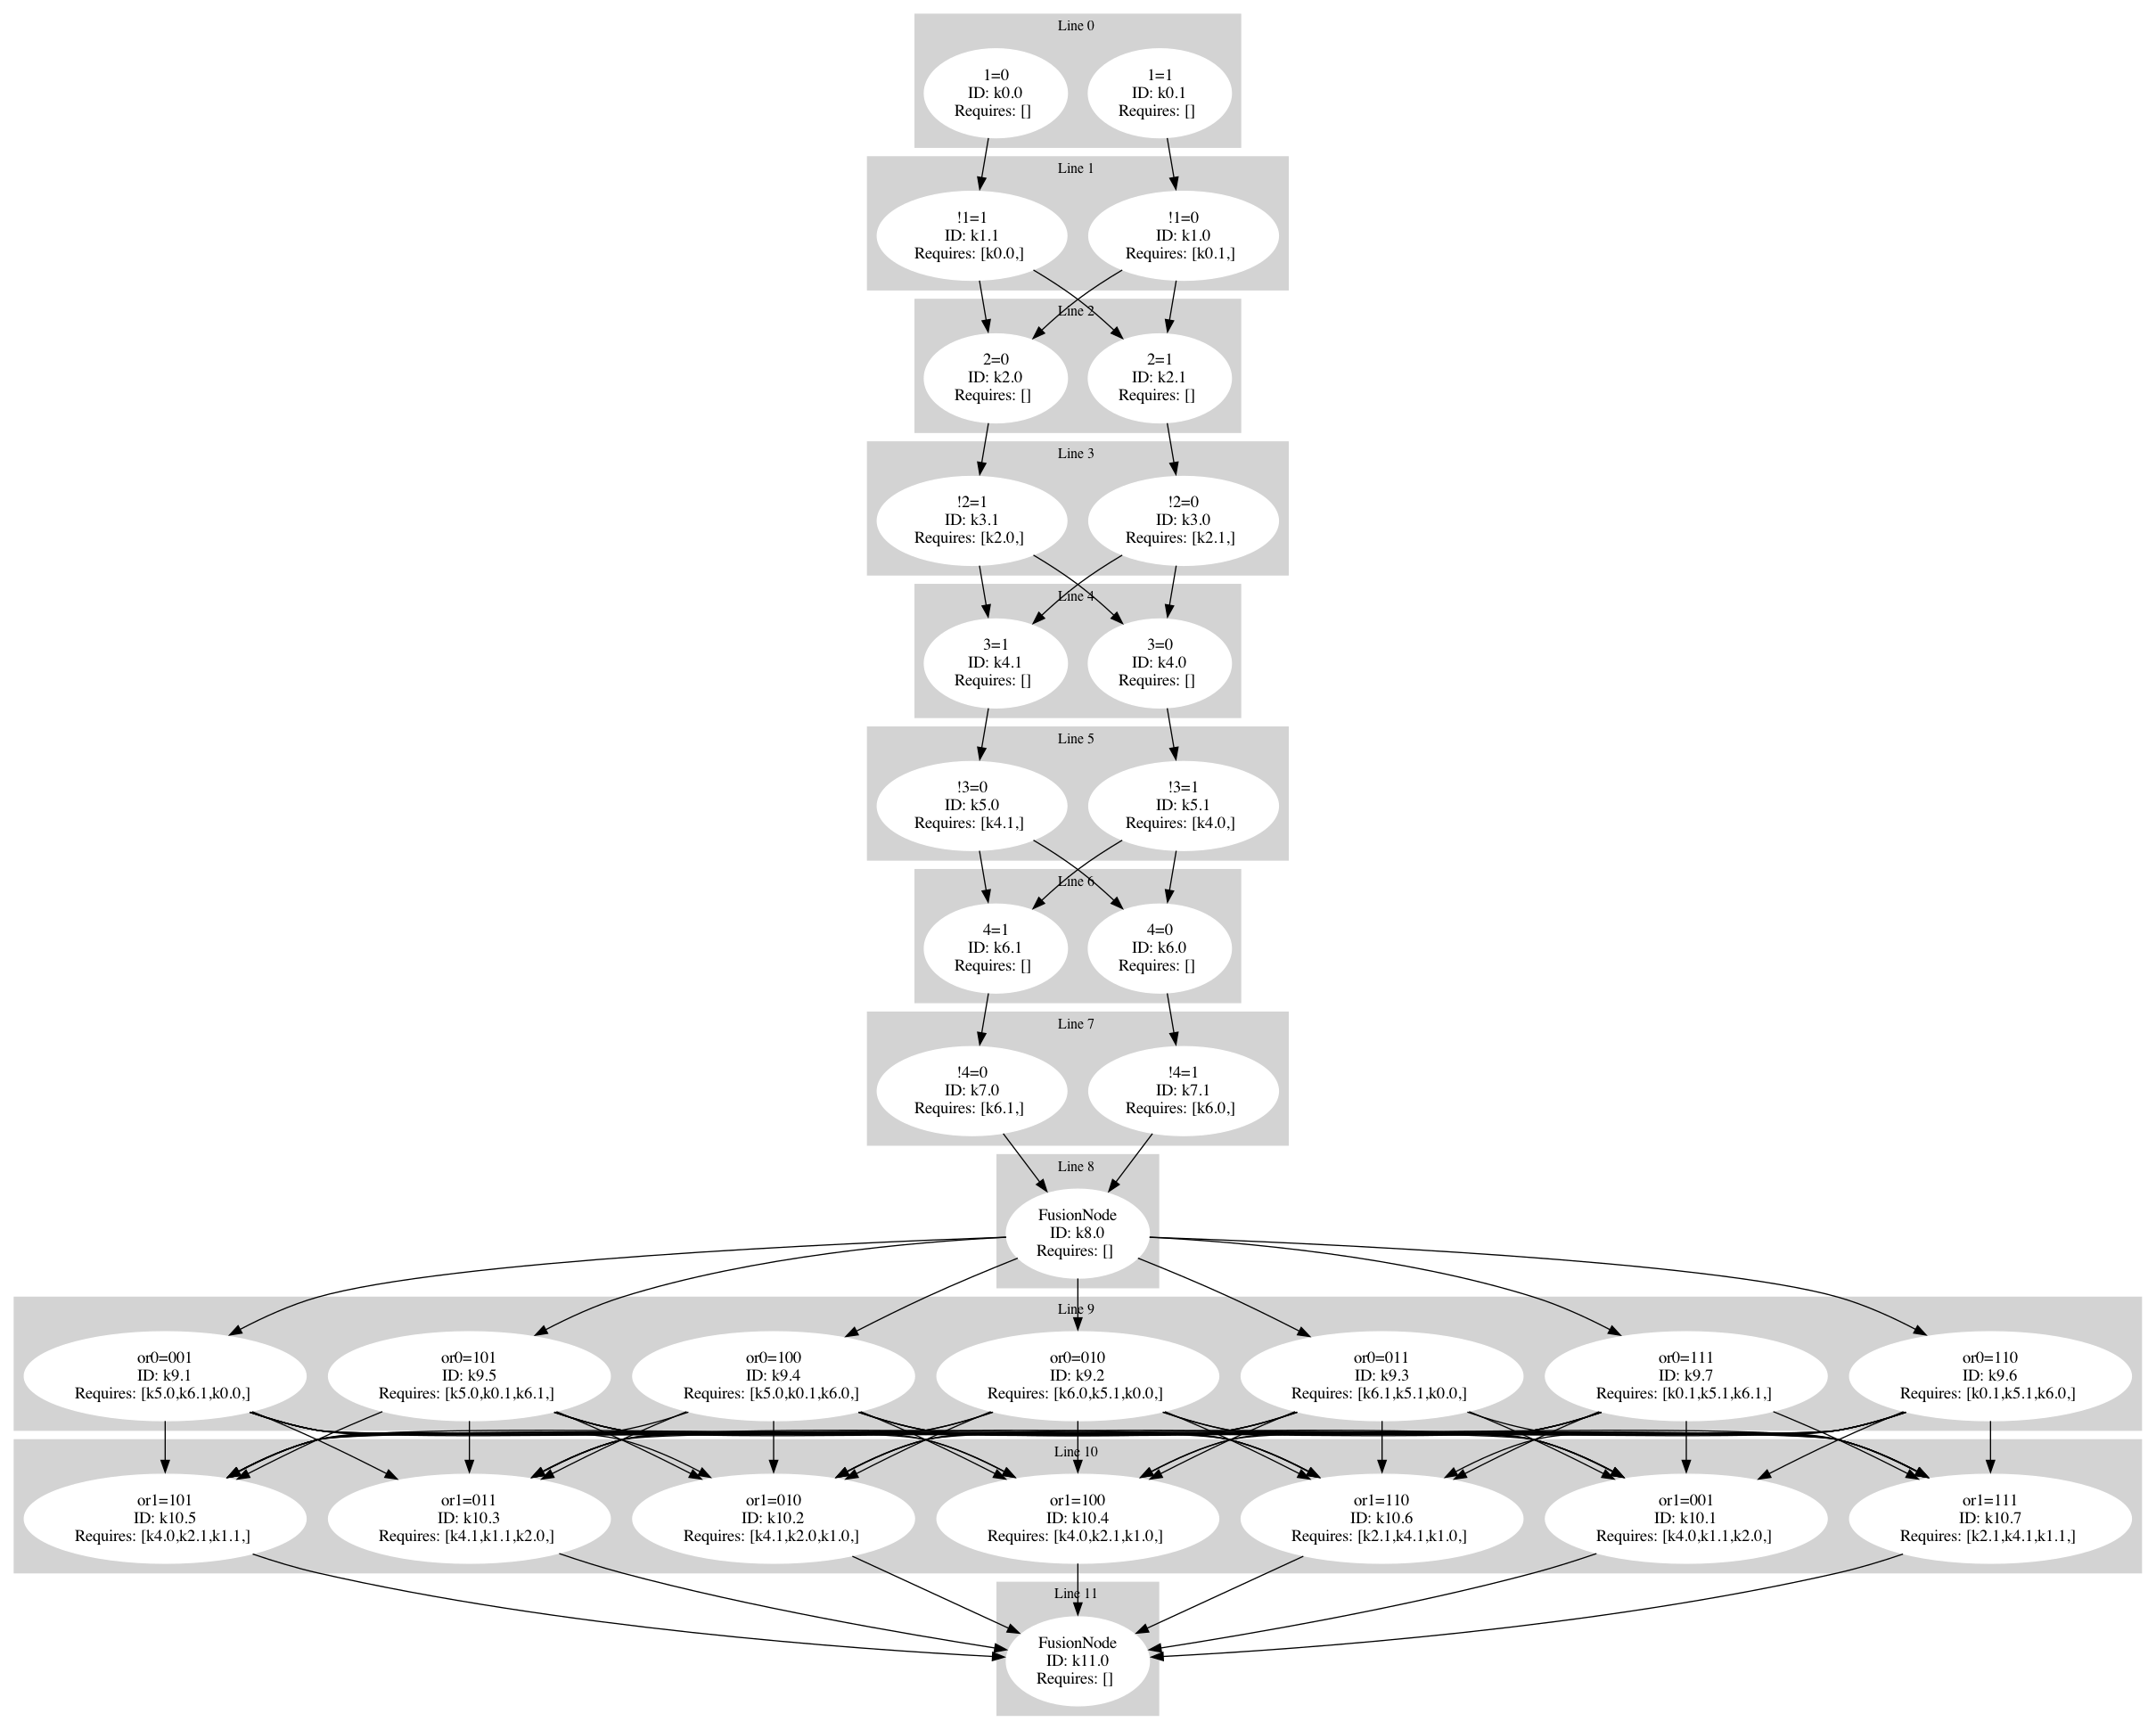 Line 0
1=0
ID: k0.0
Requires: []
1=1
ID: k0.1
Requires: []
Line 1
!1=1
ID: k1.1
Requires: [k0.0,]
!1=0
ID: k1.0
Requires: [k0.1,]
Line 2
2=0
ID: k2.0
Requires: []
2=1
ID: k2.1
Requires: []
Line 3
!2=1
ID: k3.1
Requires: [k2.0,]
!2=0
ID: k3.0
Requires: [k2.1,]
Line 4
3=1
ID: k4.1
Requires: []
3=0
ID: k4.0
Requires: []
Line 5
!3=0
ID: k5.0
Requires: [k4.1,]
!3=1
ID: k5.1
Requires: [k4.0,]
Line 6
4=1
ID: k6.1
Requires: []
4=0
ID: k6.0
Requires: []
Line 7
!4=0
ID: k7.0
Requires: [k6.1,]
!4=1
ID: k7.1
Requires: [k6.0,]
Line 8
FusionNode
ID: k8.0
Requires: []
Line 9
or0=001
ID: k9.1
Requires: [k5.0,k6.1,k0.0,]
or0=101
ID: k9.5
Requires: [k5.0,k0.1,k6.1,]
or0=100
ID: k9.4
Requires: [k5.0,k0.1,k6.0,]
or0=010
ID: k9.2
Requires: [k6.0,k5.1,k0.0,]
or0=011
ID: k9.3
Requires: [k6.1,k5.1,k0.0,]
or0=111
ID: k9.7
Requires: [k0.1,k5.1,k6.1,]
or0=110
ID: k9.6
Requires: [k0.1,k5.1,k6.0,]
Line 10
or1=101
ID: k10.5
Requires: [k4.0,k2.1,k1.1,]
or1=011
ID: k10.3
Requires: [k4.1,k1.1,k2.0,]
or1=010
ID: k10.2
Requires: [k4.1,k2.0,k1.0,]
or1=100
ID: k10.4
Requires: [k4.0,k2.1,k1.0,]
or1=110
ID: k10.6
Requires: [k2.1,k4.1,k1.0,]
or1=001
ID: k10.1
Requires: [k4.0,k1.1,k2.0,]
or1=111
ID: k10.7
Requires: [k2.1,k4.1,k1.1,]
Line 11
FusionNode
ID: k11.0
Requires: []